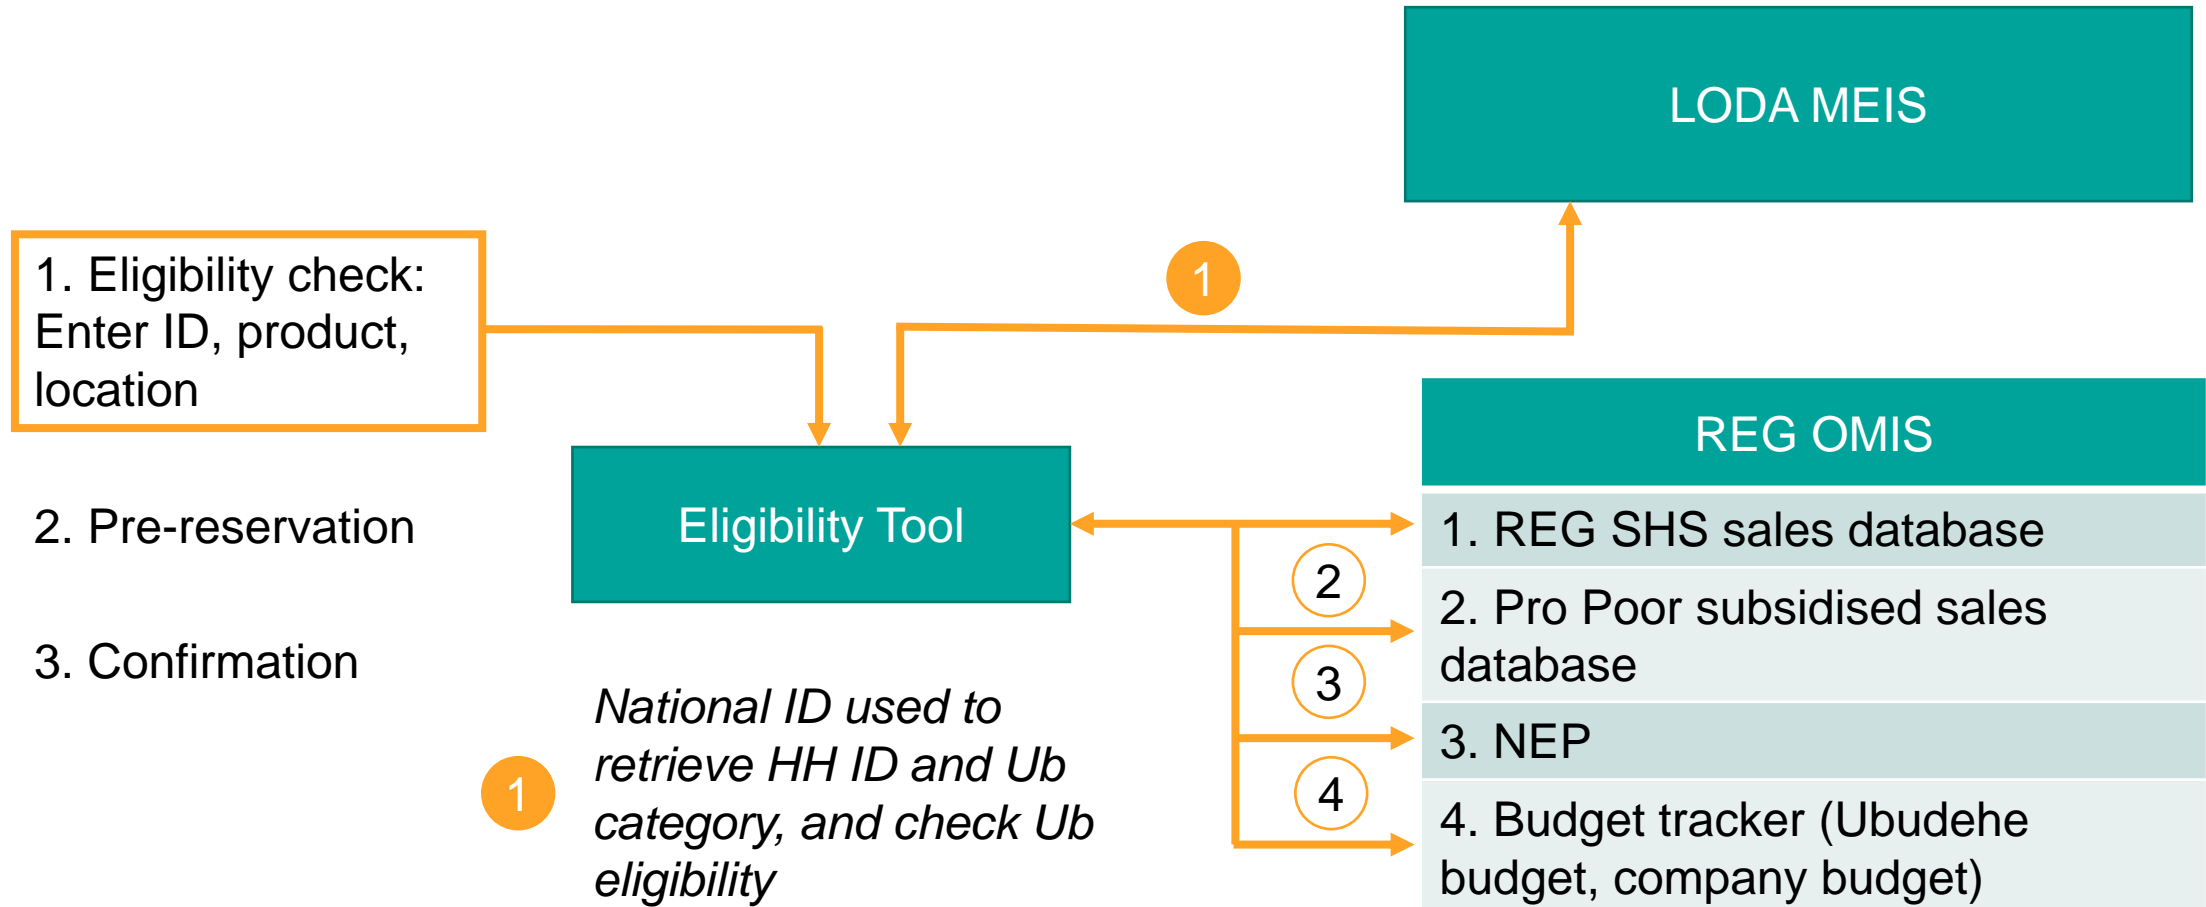 LODA MEIS
1. Eligibility check:
Enter ID, product,
location
1
REG OMIS
2. Pre-reservation
Eligibility Tool
1. REG SHS sales database
2
2. Pro Poor subsidised sales
database
3. Confirmation
3
3. NEP
1
National ID used to
retrieve HH ID and Ub
category, and check Ub
eligibility
4
4. Budget tracker (Ubudehe
budget, company budget)